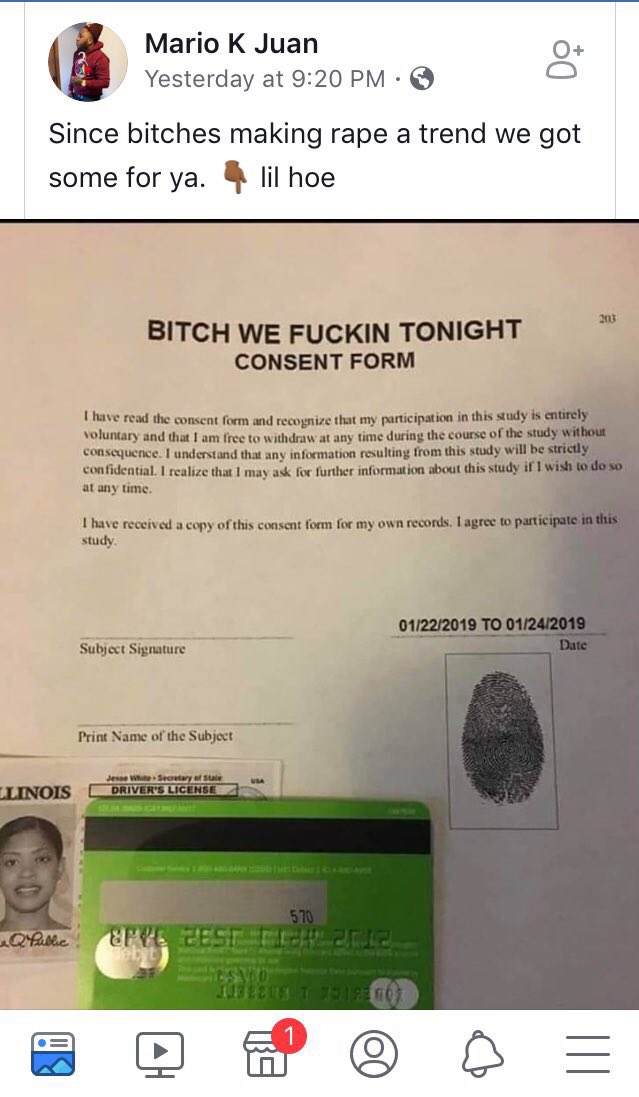 Mario K Juan
Yesterday at 9:20 PM ·
Since bitches making rape a trend we got
some for ya. 👇🏾 lil hoe
203
BITCH WE FUCKIN TONIGHT
CONSENT FORM
I have read the consent form and recognize that my participation in this study is entirely
voluntary and that I am free to withdraw at any time during the course of the study without
consequence. I understand that any information resulting from this study will be strictly
confidential. I realize that I may ask for further information about this study if I wish to do so
at any time.
I have received a copy of this consent form for my own records. I agree to participate in this
study.
01/22/2019 TO 01/24/2019
Subject Signature
Date
Print Name of the Subject
Jesse White • Secretary of State
USA
LLINOIS
DRIVER'S LICENSE
Q Public
debit
1